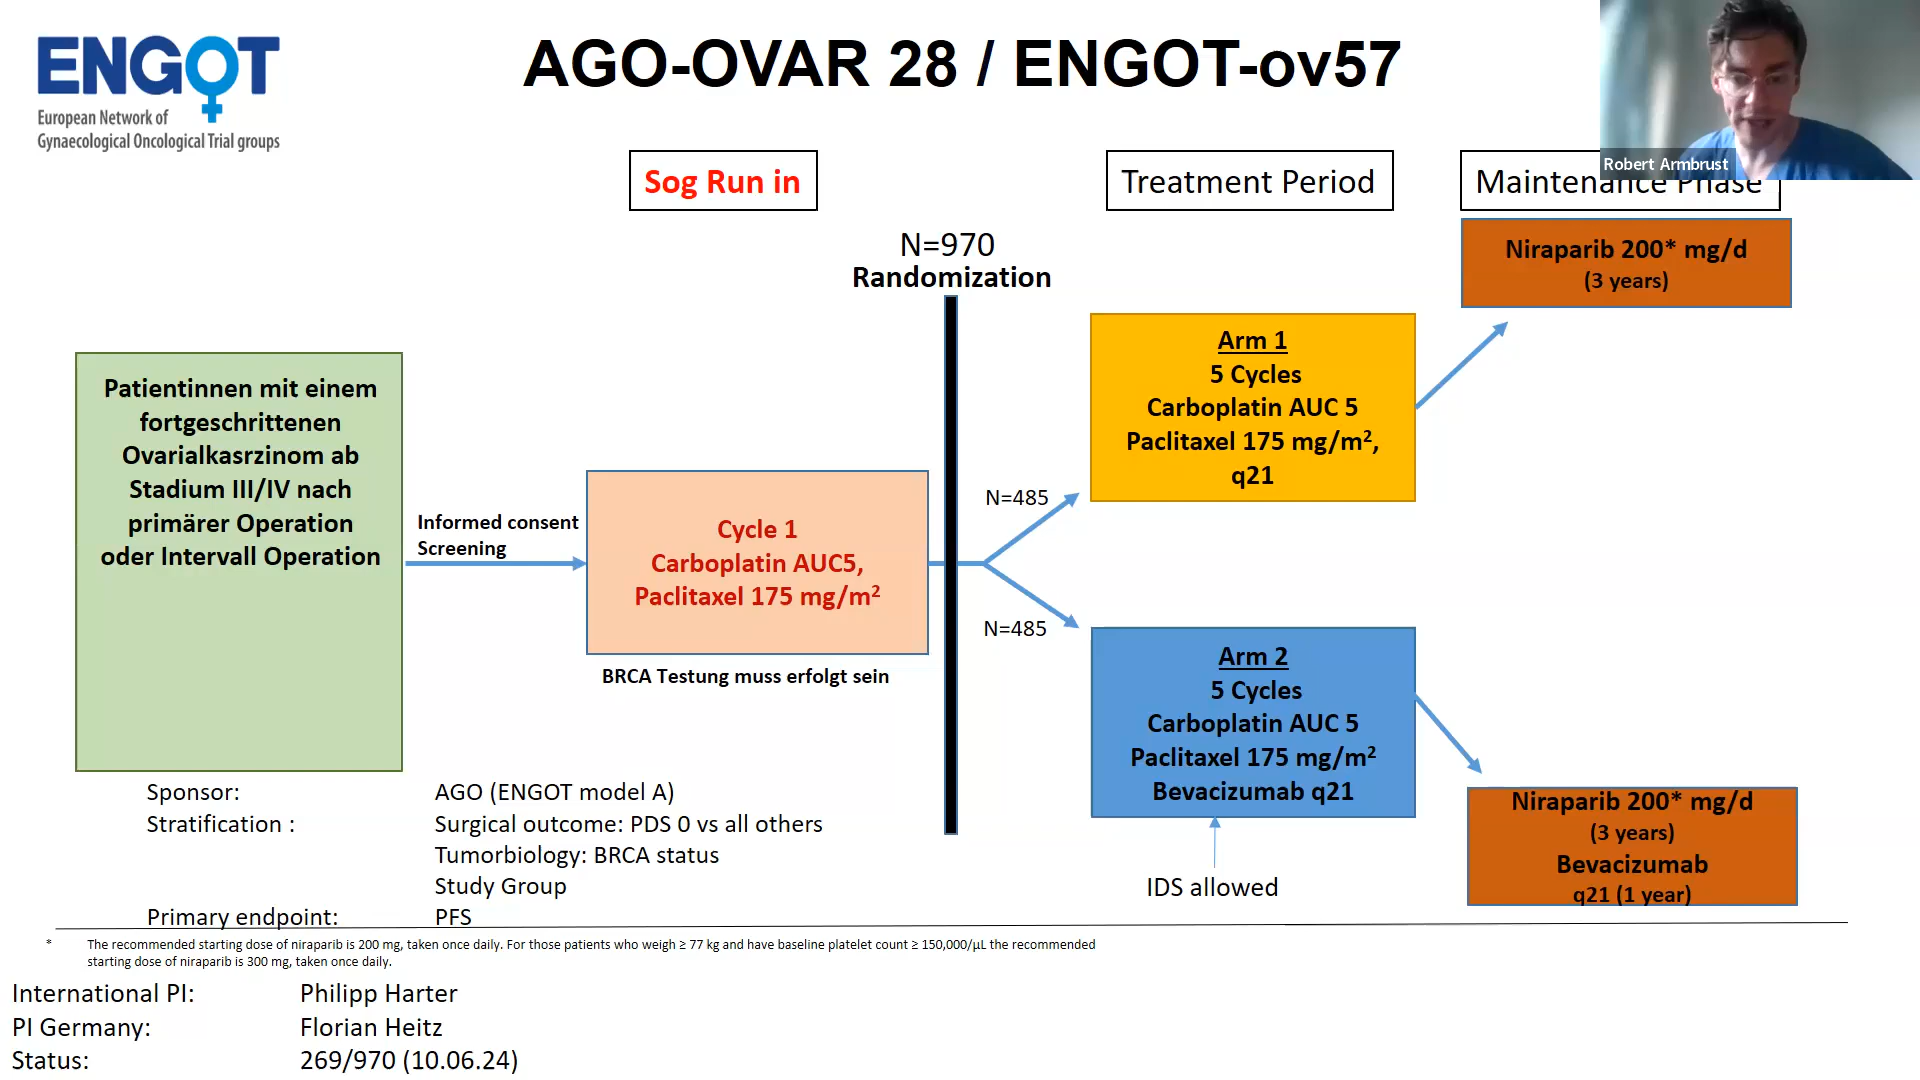 ENGOT
European Network of
Gynaecological Oncological Trial groups
AGO-OVAR 28 / ENGOT-ov57
Robert Armbrust
Sog Run in
Treatment Period
Maintenance Phase
N=970
Randomization
Niraparib 200* mg/d
(3 years)
Patientinnen mit einem
fortgeschrittenen
Ovarialkasrzinom ab
Stadium III/IV nach
primärer Operation
oder Intervall Operation
Informed consent
Screening
Cycle 1
Carboplatin AUC5,
Paclitaxel 175 mg/m²
BRCA Testung muss erfolgt sein
N=485
N=485
Arm 1
5 Cycles
Carboplatin AUC 5
Paclitaxel 175 mg/m²,
q21
Arm 2
5 Cycles
Carboplatin AUC 5
Paclitaxel 175 mg/m²
Bevacizumab q21
IDS allowed
Niraparib 200* mg/d
(3 years)
Bevacizumab
q21 (1 year)
Sponsor: AGO (ENGOT model A)
Stratification : Surgical outcome: PDS 0 vs all others
Tumorbiology: BRCA status
Study Group
Primary endpoint: PFS
* The recommended starting dose of niraparib is 200 mg, taken once daily. For those patients who weigh ≥ 77 kg and have baseline platelet count ≥ 150,000/µL the recommended
starting dose of niraparib is 300 mg, taken once daily.
International PI: Philipp Harter
PI Germany: Florian Heitz
Status: 269/970 (10.06.24)